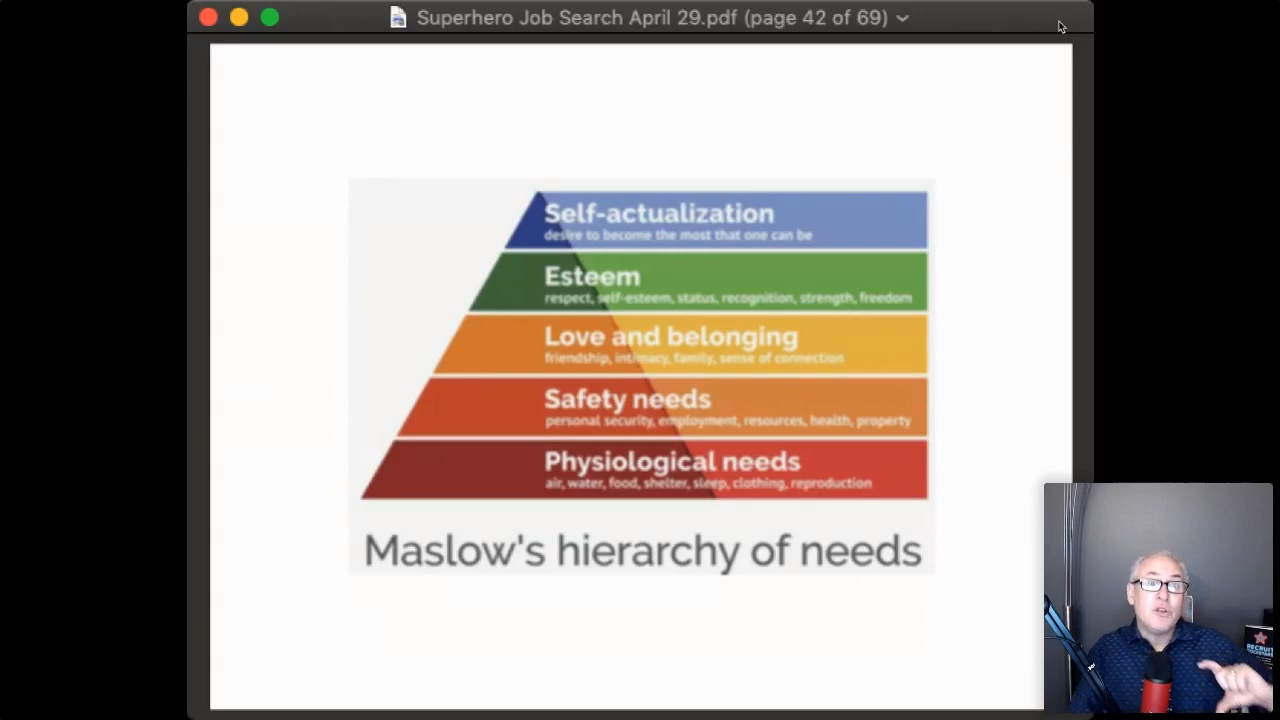 Superhero Job Search April 29.pdf (page 42 of 69)
Self-actualization
desire to become the most that one can be
Esteem
respect, self-esteem, status, recognition, strength, freedom
Love and belonging
friendship, intimacy, family, sense of connection
Safety needs
personal security, employment, resources, health, property
Physiological needs
air, water, food, shelter, sleep, clothing, reproduction
Maslow's hierarchy of needs